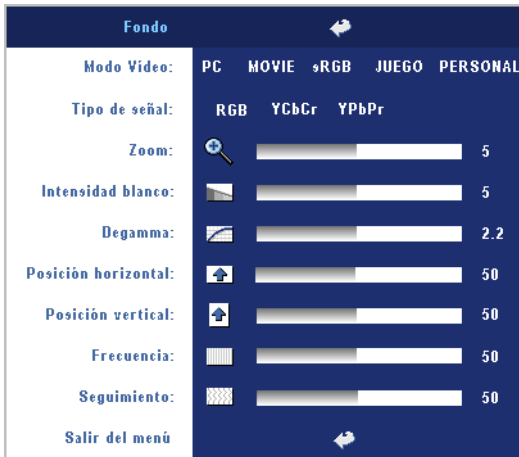 Fondo
Modo Vídeo: PC MOVIE sRGB JUEGO PERSONAL
Tipo de señal: RGB YCbCr YPbPr
Zoom: 5
Intensidad blanco: 5
Degamma: 2.2
Posición horizontal: 50
Posición vertical: 50
Frecuencia: 50
Seguimiento: 50
Salir del menú